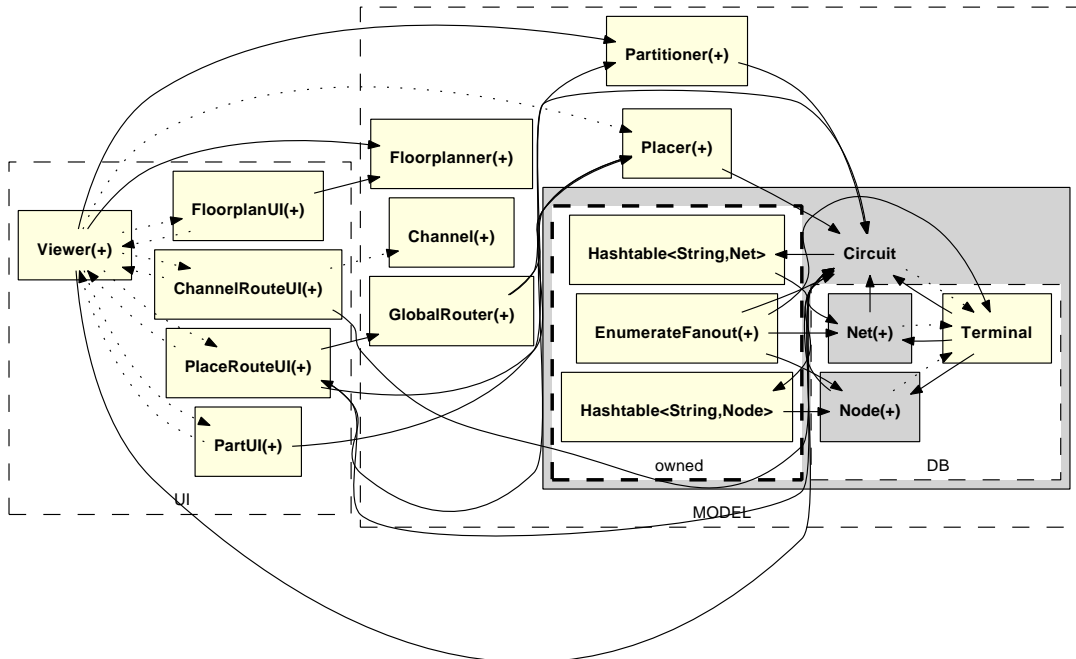 Partitioner(+)
Placer(+)
Floorplanner(+)
FloorplanUI(+)
Viewer(+)
Channel(+)
Hashtable<String,Net>
Circuit
ChannelRouteUI(+)
GlobalRouter(+)
EnumerateFanout(+)
Net(+)
Terminal
PlaceRouteUI(+)
Hashtable<String,Node>
Node(+)
PartUI(+)
owned
DB
UI
MODEL